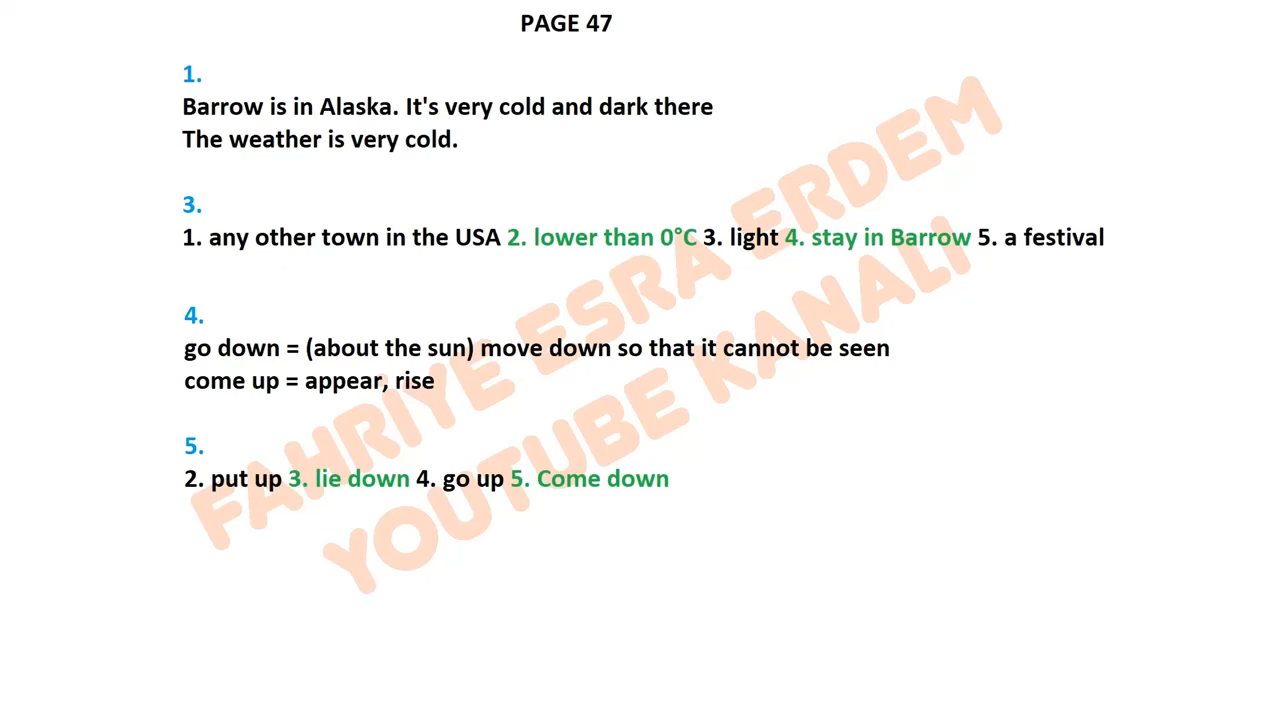 PAGE 47
1.
Barrow is in Alaska. It's very cold and dark there
The weather is very cold.
3.
1. any other town in the USA 2. lower than 0°C 3. light 4. stay in Barrow 5. a festival
4.
go down = (about the sun) move down so that it cannot be seen
come up = appear, rise
5.
2. put up 3. lie down 4. go up 5. Come down
FAHRİYE ESRA ERDEM
YOUTUBE KANALI